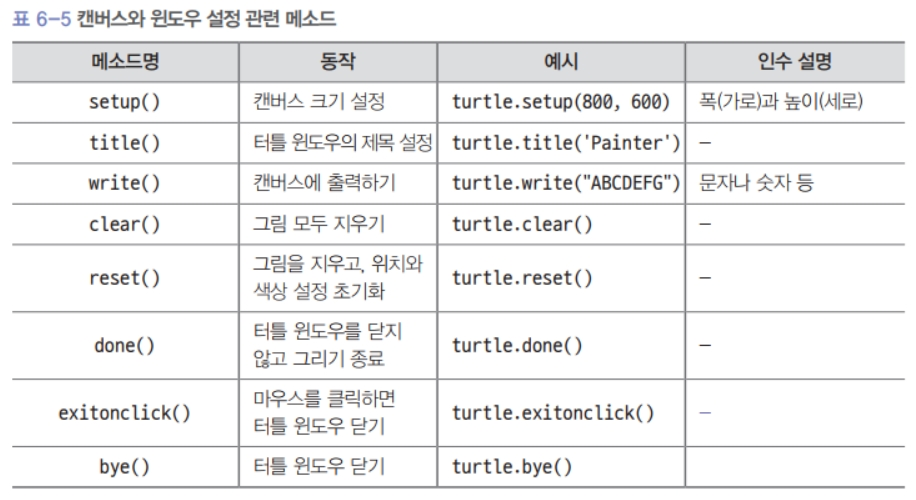 표 6-5 캔버스와 윈도우 설정 관련 메소드
메소드명 동작 예시 인수 설명
setup() 캔버스 크기 설정 turtle.setup(800, 600) 폭(가로)과 높이(세로)
title() 터틀 윈도우의 제목 설정 turtle.title('Painter') –
write() 캔버스에 출력하기 turtle.write("ABCDEFG") 문자나 숫자 등
clear() 그림 모두 지우기 turtle.clear() –
reset() 그림을 지우고, 위치와
색상 설정 초기화 turtle.reset() –
done() 터틀 윈도우를 닫지
않고 그리기 종료 turtle.done() –
exitonclick() 마우스를 클릭하면
터틀 윈도우 닫기 turtle.exitonclick() –
bye() 터틀 윈도우 닫기 turtle.bye()